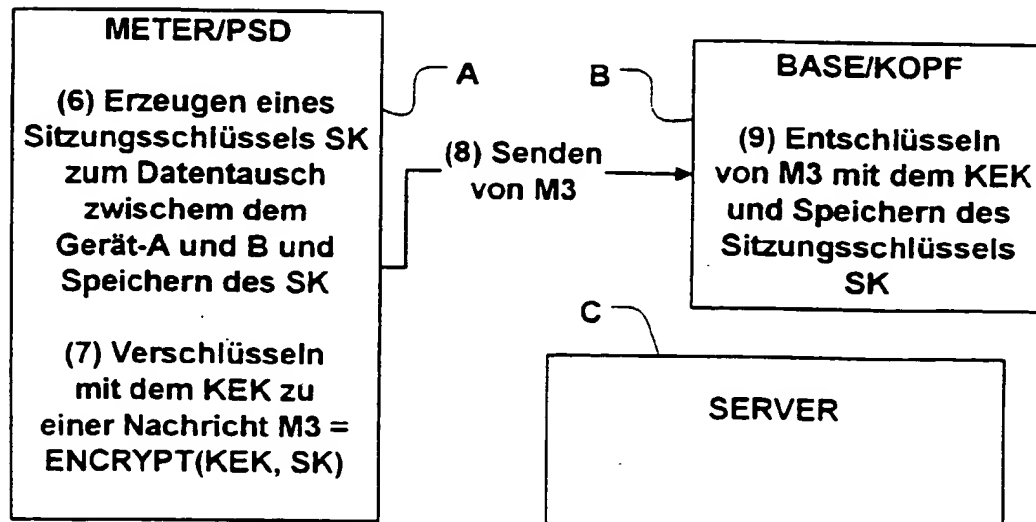 METER/PSD
(6) Erzeugen eines
Sitzungsschlüssels SK
zum Datentausch
zwischem dem
Gerät-A und B und
Speichern des SK
(7) Verschlüsseln
mit dem KEK zu
einer Nachricht M3 =
ENCRYPT(KEK, SK)
A
(8) Senden
von M3
B
BASE/KOPF
(9) Entschlüsseln
von M3 mit dem KEK
und Speichern des
Sitzungsschlüssels
SK
C
SERVER